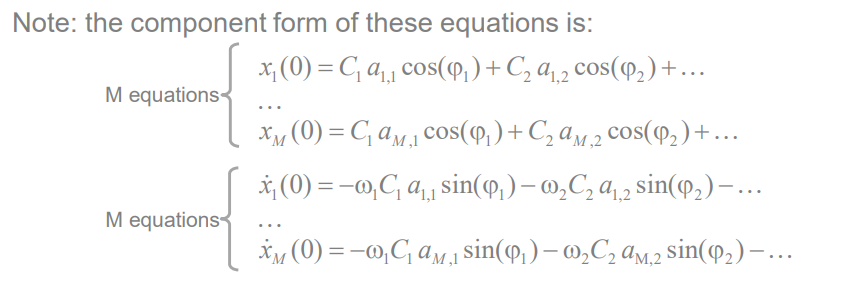 Note: the component form of these equations is:
x₁(0) = C₁ a₁,₁ cos(φ₁) + C₂ a₁,₂ cos(φ₂) + …
M equations
…
x_M(0) = C₁ a_M,₁ cos(φ₁) + C₂ a_M,₂ cos(φ₂) + …
ẋ₁(0) = −ω₁C₁ a₁,₁ sin(φ₁) − ω₂C₂ a₁,₂ sin(φ₂) − …
M equations
…
ẋ_M(0) = −ω₁C₁ a_M,₁ sin(φ₁) − ω₂C₂ a_M,₂ sin(φ₂) − …